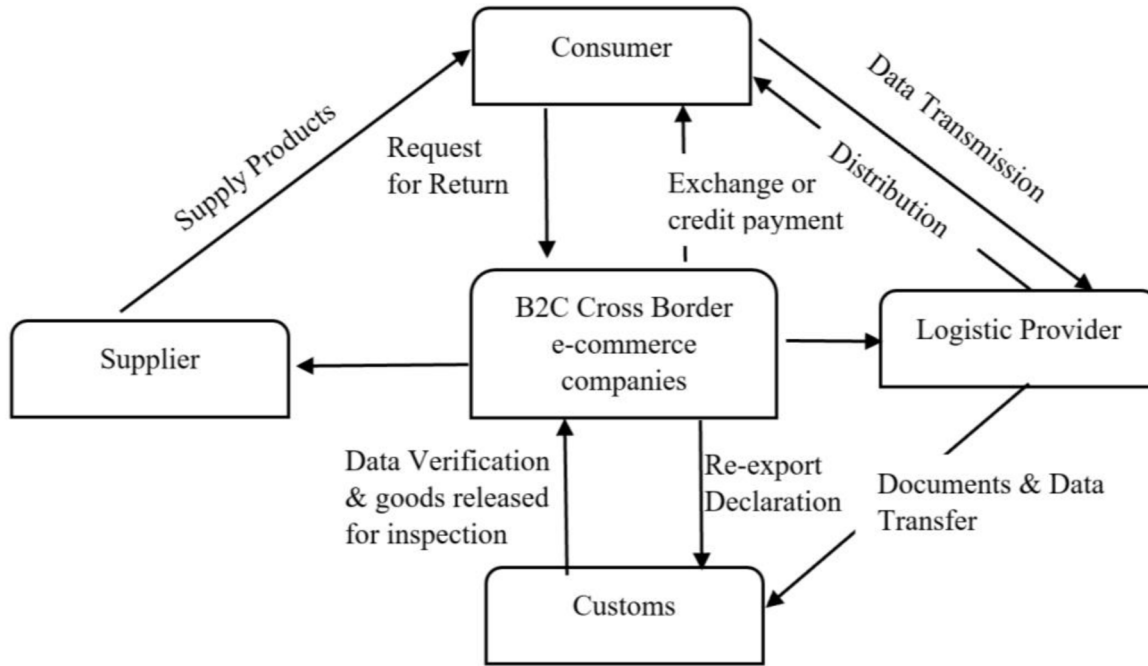 Consumer
Supply Products
Request
for Return
Exchange or
credit payment
Data Transmission
Distribution
Supplier
B2C Cross Border
e-commerce
companies
Logistic Provider
Data Verification
& goods released
for inspection
Re-export
Declaration
Documents & Data
Transfer
Customs